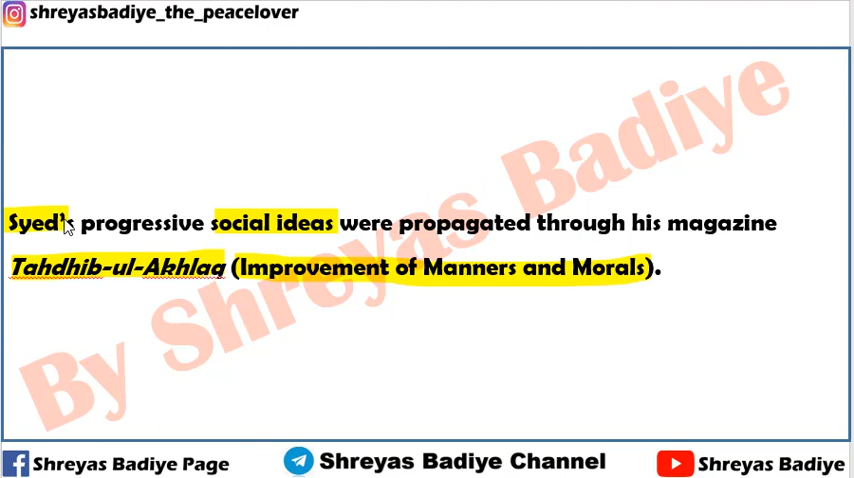 shreyasbadiye_the_peacelover
By Shreyas Badiye
Syed's progressive social ideas were propagated through his magazine
Tahdhib-ul-Akhlaq (Improvement of Manners and Morals).
Shreyas Badiye Page
Shreyas Badiye Channel
Shreyas Badiye